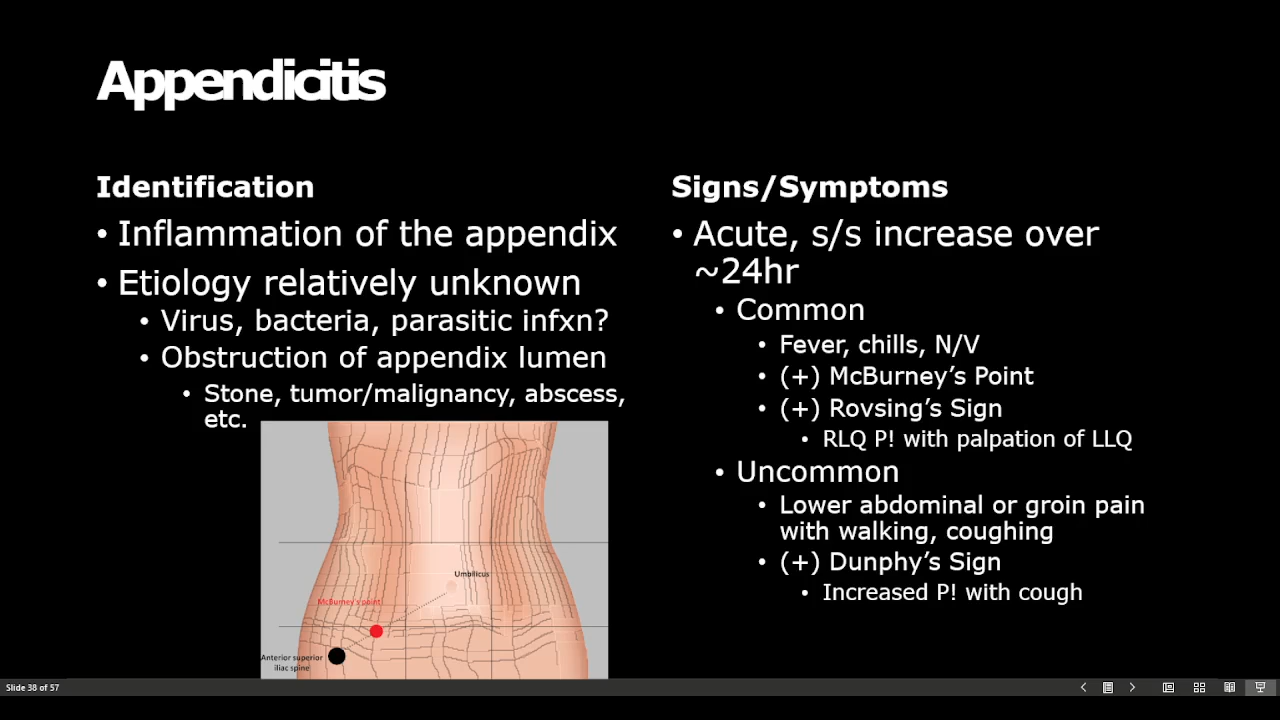 Appendicitis
Identification
• Inflammation of the appendix
• Etiology relatively unknown
• Virus, bacteria, parasitic infxn?
• Obstruction of appendix lumen
• Stone, tumor/malignancy, abscess,
etc.
Umbilicus
McBurney's point
Anterior superior
iliac spine
Signs/Symptoms
• Acute, s/s increase over
~24hr
• Common
• Fever, chills, N/V
• (+) McBurney’s Point
• (+) Rovsing’s Sign
• RLQ P! with palpation of LLQ
• Uncommon
• Lower abdominal or groin pain
with walking, coughing
• (+) Dunphy’s Sign
• Increased P! with cough
Slide 38 of 57